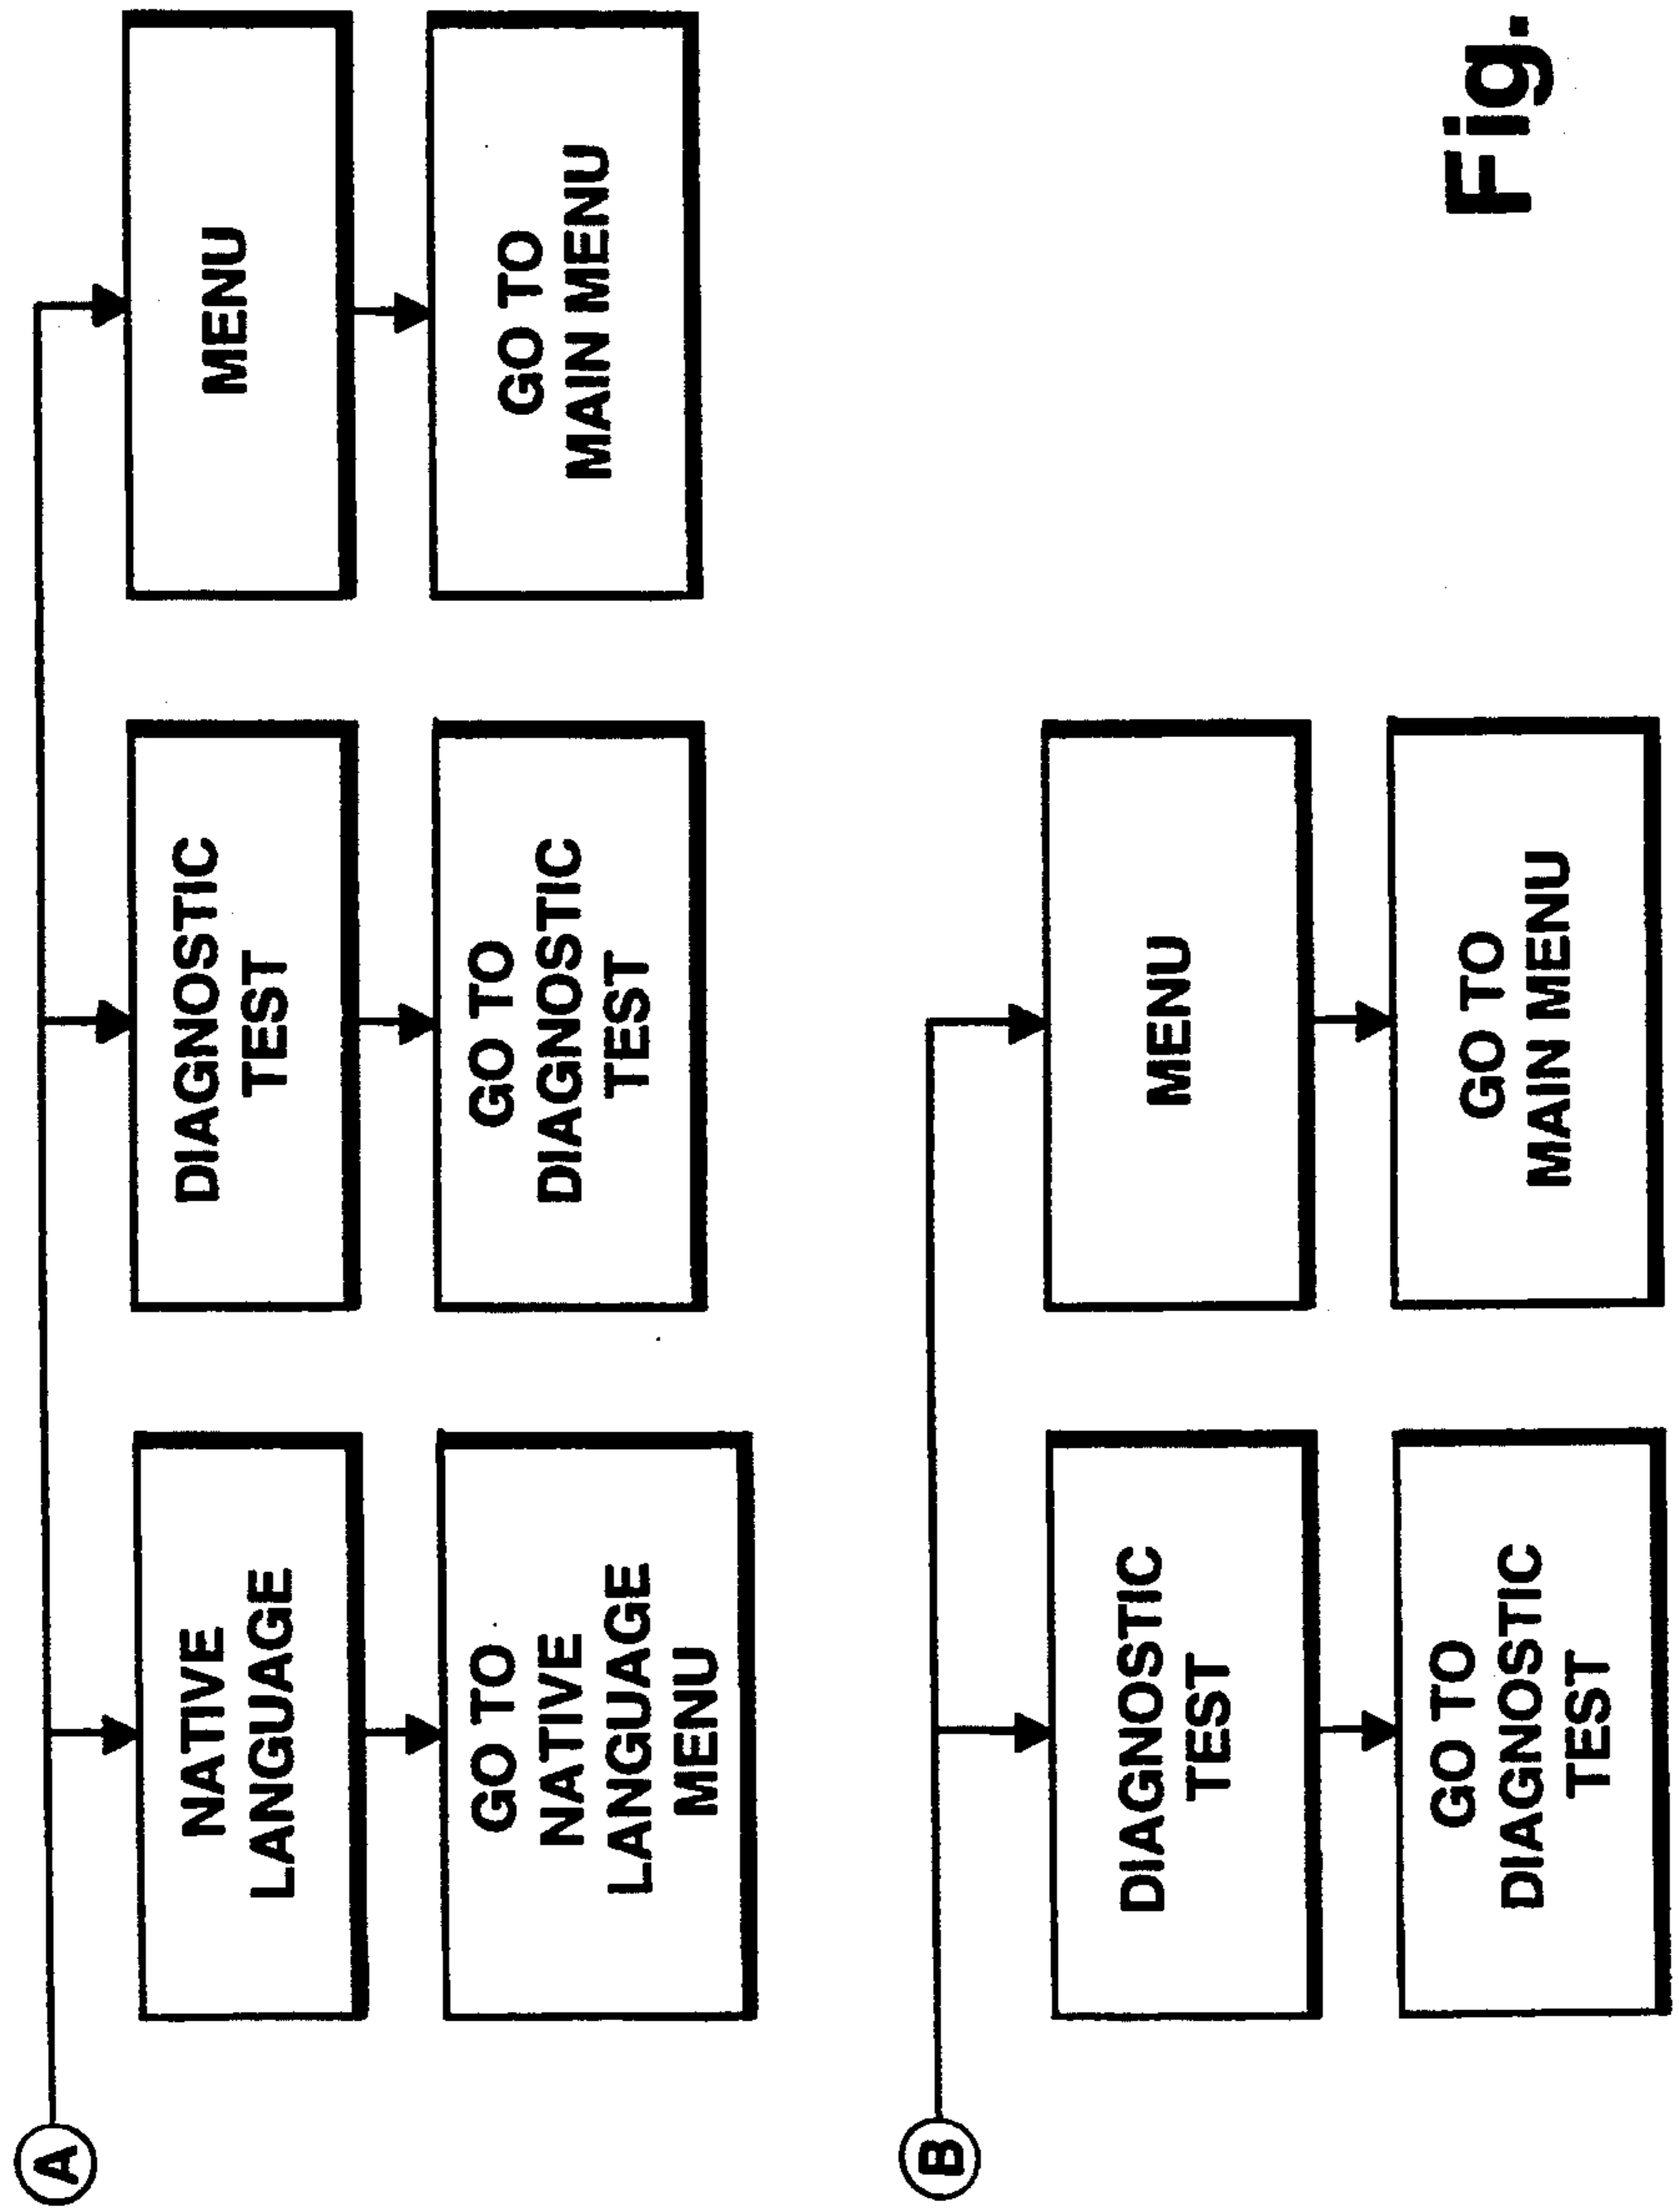 A
NATIVE
LANGUAGE
DIAGNOSTIC
TEST
MENU
GO TO
NATIVE
LANGUAGE
MENU
GO TO
DIAGNOSTIC
TEST
GO TO
MAIN MENU
B
DIAGNOSTIC
TEST
MENU
GO TO
DIAGNOSTIC
TEST
GO TO
MAIN MENU
Fig.